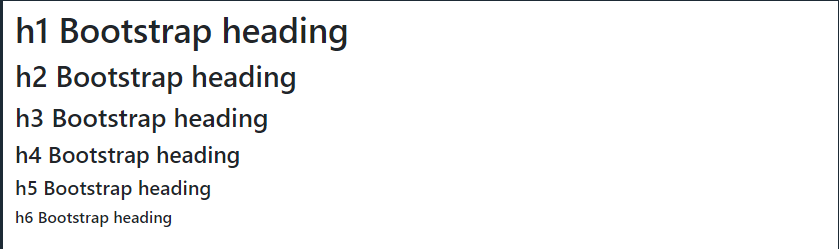 h1 Bootstrap heading
h2 Bootstrap heading
h3 Bootstrap heading
h4 Bootstrap heading
h5 Bootstrap heading
h6 Bootstrap heading